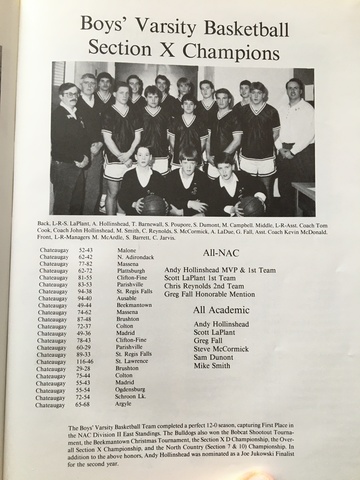 Boys' Varsity Basketball
Section X Champions
Back, L-R-S. LaPlant, A. Hollinshead, T. Barnewall, S. Poupore, S. Dumont, M. Campbell, Middle, L-R-Asst. Coach Tom
Cook, Coach John Hollinshead, M. Smith, C. Reynolds, S. McCormick, A. LaDue, G. Fall, Asst. Coach Kevin McDonald.
Front, L-R-Managers M. McArdle, S. Barrett, C. Jarvis.
Chateaugay 52-43 Malone
Chateaugay 62-42 N. Adirondack
Chateaugay 77-82 Massena
Chateaugay 62-72 Plattsburgh
Chateaugay 81-55 Clifton-Fine
Chateaugay 83-53 Parishville
Chateaugay 94-38 St. Regis Falls
Chateaugay 94-40 Ausable
Chateaugay 49-44 Beekmantown
Chateaugay 74-62 Massena
Chateaugay 87-48 Brushton
Chateaugay 72-37 Colton
Chateaugay 49-36 Madrid
Chateaugay 78-43 Clifton-Fine
Chateaugay 60-29 Parishville
Chateaugay 89-33 St. Regis Falls
Chateaugay 116-46 St. Lawrence
Chateaugay 29-28 Brushton
Chateaugay 75-44 Colton
Chateaugay 55-43 Madrid
Chateaugay 55-54 Ogdensburg
Chateaugay 72-54 Schroon Lk.
Chateaugay 65-68 Argyle
All-NAC
Andy Hollinshead MVP & 1st Team
Scott LaPlant 1st Team
Chris Reynolds 2nd Team
Greg Fall Honorable Mention
All Academic
Andy Hollinshead
Scott LaPlant
Greg Fall
Steve McCormick
Sam Dunont
Mike Smith
The Boys' Varsity Basketball Team completed a perfect 12-0 season, capturing First Place in
the NAC Division II East Standings. The Bulldogs also won the Bobcat Shootout Tourna-
ment, the Beekmantown Christmas Tournament, the Section X D Championship, the Over-
all Section X Championship, and the North Country (Section 7 & 10) Championship. In
addition to the above honors, Andy Hollinshead was nominated as a Joe Jukowski Finalist
for the second year.